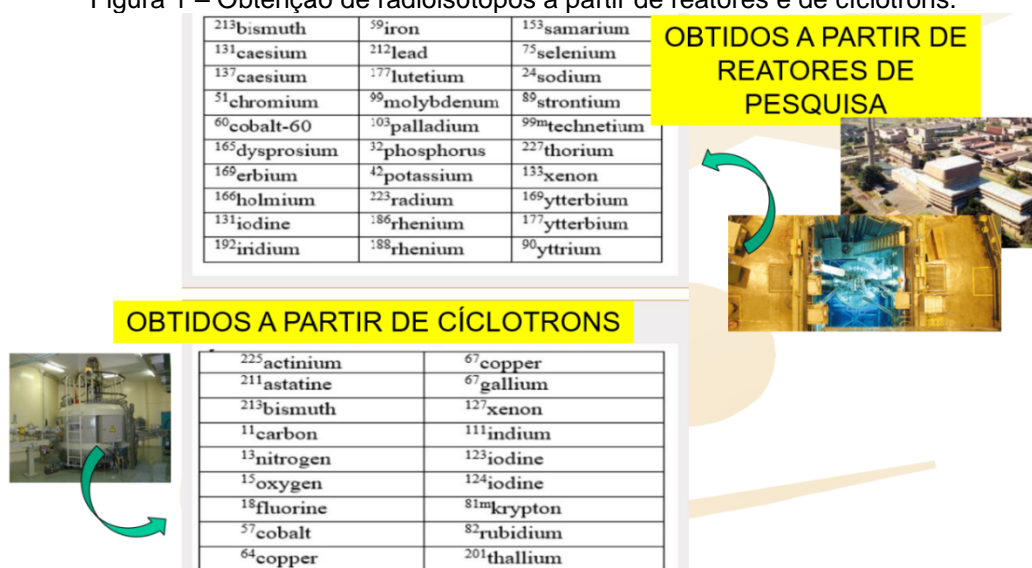 Figura 1 – Obtenção de radioisótopos a partir de reatores e de cíclotrons.
213bismuth 59iron 153samarium
131caesium 212lead 75selenium
137caesium 177lutetium 24sodium
51chromium 99molybdenum 89strontium
60cobalt-60 103palladium 99mtechnetium
165dysprosium 32phosphorus 227thorium
169erbium 42potassium 133xenon
166holmium 223radium 169ytterbium
131iodine 186rhenium 177ytterbium
192iridium 188rhenium 90yttrium
OBTIDOS A PARTIR DE
REATORES DE
PESQUISA
OBTIDOS A PARTIR DE CÍCLOTRONS
225actinium 67copper
211astatine 67gallium
213bismuth 127xenon
11carbon 111indium
13nitrogen 123iodine
15oxygen 124iodine
18fluorine 81mkrypton
57cobalt 82rubidium
64copper 201thallium